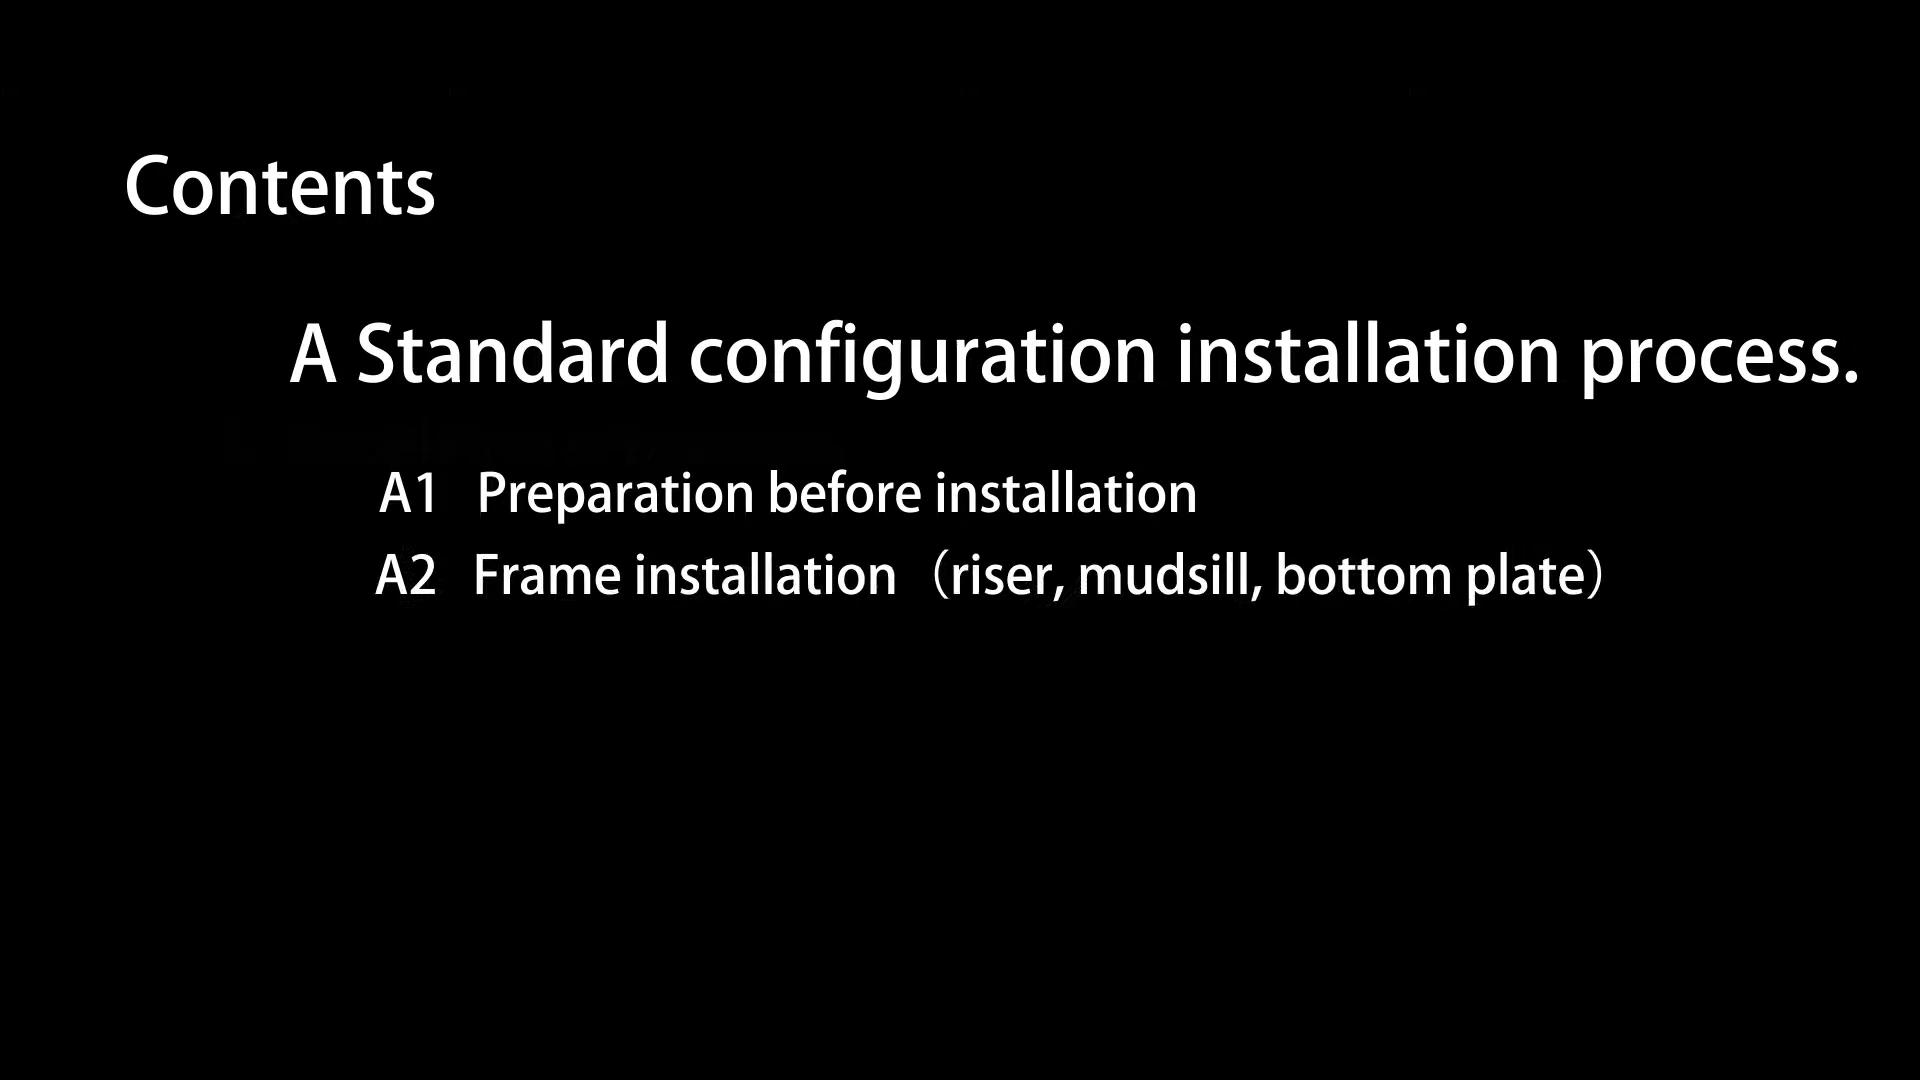 Contents
A Standard configuration installation process.
A1 Preparation before installation
A2 Frame installation（riser, mudsill, bottom plate）